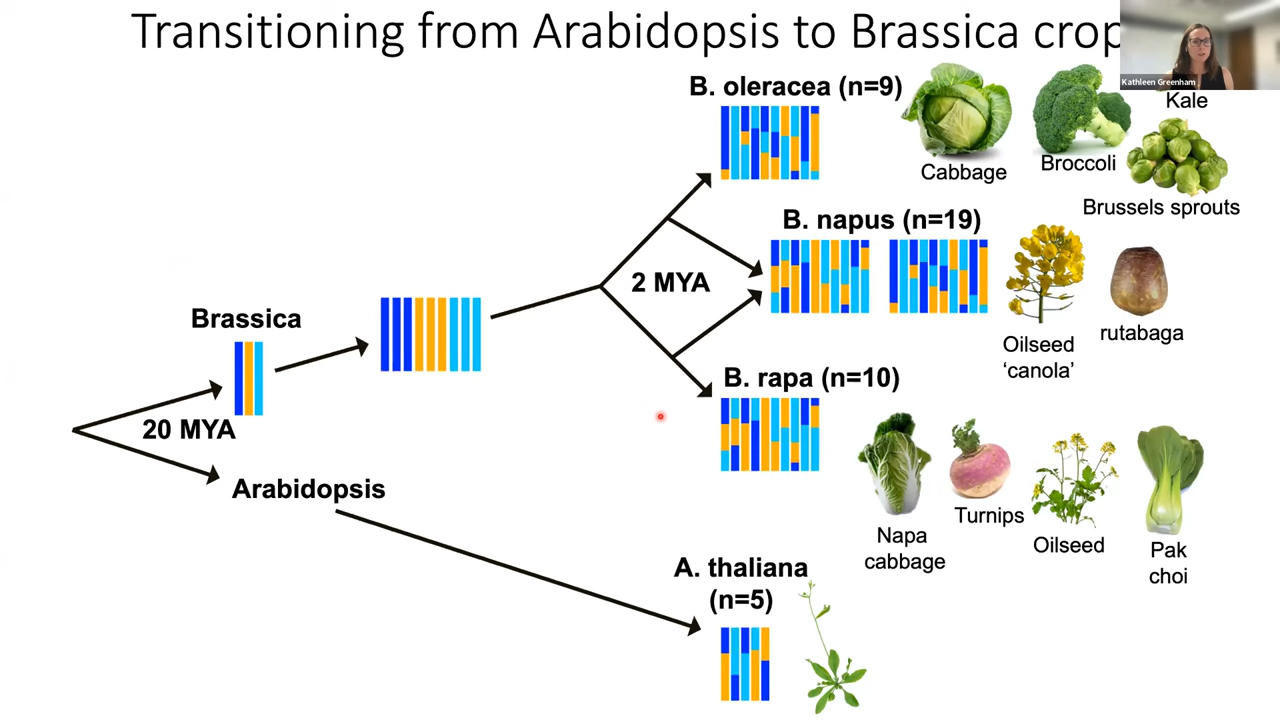 Transitioning from Arabidopsis to Brassica crop
Kathleen Greenham
B. oleracea (n=9)
Kale
Cabbage
Broccoli
Brussels sprouts
B. napus (n=19)
2 MYA
Oilseed
‘canola’
rutabaga
Brassica
20 MYA
B. rapa (n=10)
Arabidopsis
Napa
cabbage
Turnips
Oilseed
Pak
choi
A. thaliana
(n=5)